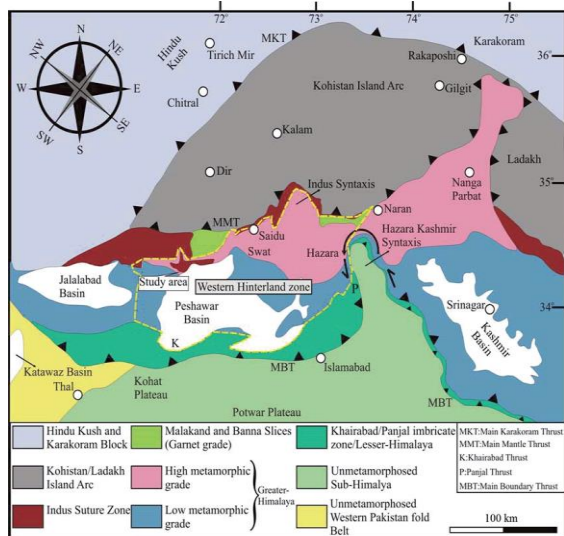 72°
73°
74°
75°
N
NE
E
SE
S
SW
W
NW
Hindu
Kush
Tirich Mir
MKT
Rakaposhi
Karakoram
36°
Kohistan Island Arc
Gilgit
Chitral
Kalam
Dir
Ladakh
35°
Indus Syntaxis
Nanga
Parbat
Naran
MMT
Saidu
Swat
Hazara
Hazara Kashmir
Syntaxis
Study area
Western Hinterland zone
Jalalabad
Basin
Peshawar
Basin
P
Srinagar
34°
Kashmir
Basin
K
Katawaz Basin
Thal
Kohat
Plateau
MBT
Islamabad
MBT
Potwar Plateau
Hindu Kush and
Karakoram Block
Malakand and Banna Slices
(Garnet grade)
Khairabad/Panjal imbricate
zone/Lesser-Himalaya
MKT:Main Karakoram Thrust
MMT:Main Mantle Thrust
K:Khairabad Thrust
P:Panjal Thrust
MBT:Main Boundary Thrust
Kohistan/Ladakh
Island Arc
High metamorphic
grade
Greater-
Himalaya
Unmetamorphosed
Sub-Himalya
Indus Suture Zone
Low metamorphic
grade
Unmetamorphosed
Western Pakistan fold
Belt
100 km